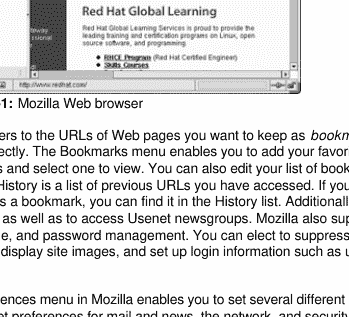 Red Hat Global Learning
Red Hat Global Learning Services is proud to provide the
leading training and certification programs on Linux, open
source software, and programming
RHCE Program (Red Hat Certified Engineer)
Skills Courses
http://www.redhat.com/
-1: Mozilla Web browser
ers to the URLs of Web pages you want to keep as bookm
ectly. The Bookmarks menu enables you to add your favor
s and select one to view. You can also edit your list of book
History is a list of previous URLs you have accessed. If you
s a bookmark, you can find it in the History list. Additionall
as well as to access Usenet newsgroups. Mozilla also sup
e, and password management. You can elect to suppress
display site images, and set up login information such as u
ences menu in Mozilla enables you to set several different
et preferences for mail and news, the network, and security